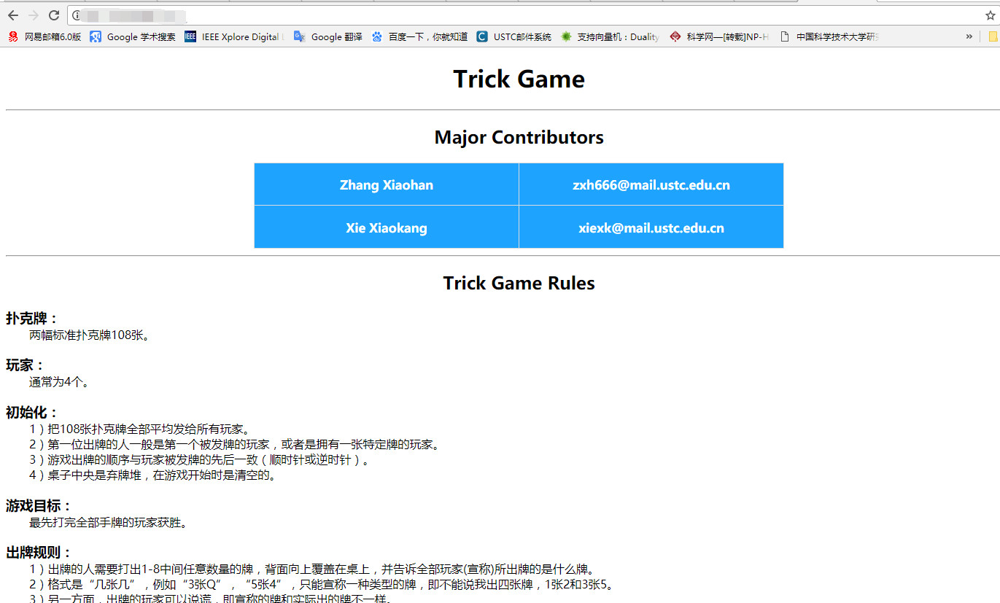 网易邮箱6.0版 Google 学术搜索 IEEE Xplore Digital Google 翻译 百度一下，你就知道 USTC邮件系统 支持向量机：Duality 科学网—[转载]NP-H 中国科学技术大学研 »
Trick Game
Major Contributors
Zhang Xiaohan zxh666@mail.ustc.edu.cn
Xie Xiaokang xiexk@mail.ustc.edu.cn
Trick Game Rules
扑克牌：
两幅标准扑克牌108张。
玩家：
通常为4个。
初始化：
1）把108张扑克牌全部平均发给所有玩家。
2）第一位出牌的人一般是第一个被发牌的玩家，或者是拥有一张特定牌的玩家。
3）游戏出牌的顺序与玩家被发牌的先后一致（顺时针或逆时针）。
4）桌子中央是弃牌堆，在游戏开始时是清空的。
游戏目标：
最先打完全部手牌的玩家获胜。
出牌规则：
1）出牌的人需要打出1-8中间任意数量的牌，背面向上覆盖在桌上，并告诉全部玩家(宣称)所出牌的是什么牌。
2）格式是“几张几”，例如“3张Q”，“5张4”，只能宣称一种类型的牌，即不能说我出四张牌，1张2和3张5。
3）另一方面，出牌的玩家可以说谎，即宣称的牌和实际出的牌不一样。